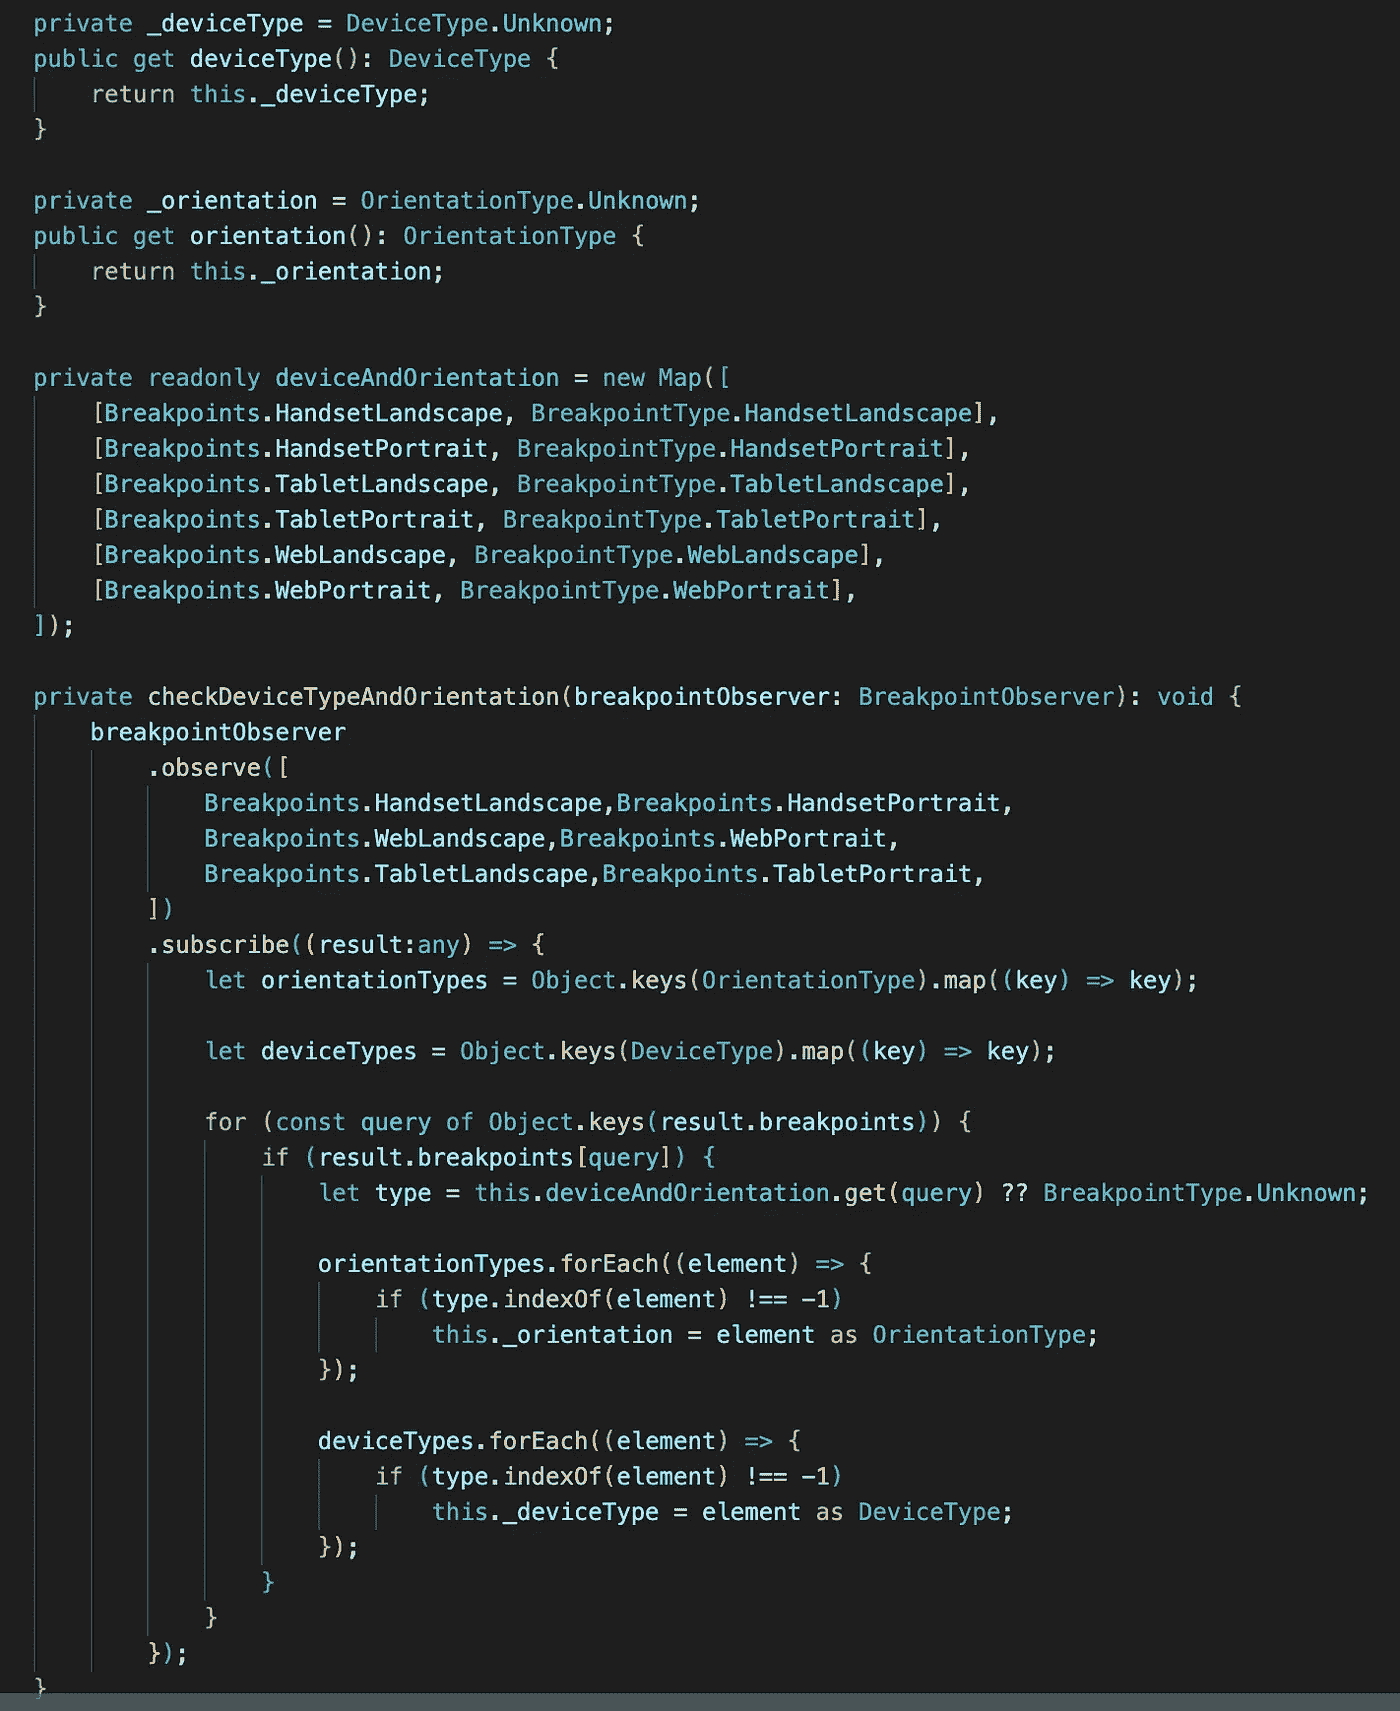 private _deviceType = DeviceType.Unknown;
public get deviceType(): DeviceType {
    return this._deviceType;
}

private _orientation = OrientationType.Unknown;
public get orientation(): OrientationType {
    return this._orientation;
}

private readonly deviceAndOrientation = new Map([
    [Breakpoints.HandsetLandscape, BreakpointType.HandsetLandscape],
    [Breakpoints.HandsetPortrait, BreakpointType.HandsetPortrait],
    [Breakpoints.TabletLandscape, BreakpointType.TabletLandscape],
    [Breakpoints.TabletPortrait, BreakpointType.TabletPortrait],
    [Breakpoints.WebLandscape, BreakpointType.WebLandscape],
    [Breakpoints.WebPortrait, BreakpointType.WebPortrait],
]);

private checkDeviceTypeAndOrientation(breakpointObserver: BreakpointObserver): void {
    breakpointObserver
        .observe([
            Breakpoints.HandsetLandscape,Breakpoints.HandsetPortrait,
            Breakpoints.WebLandscape,Breakpoints.WebPortrait,
            Breakpoints.TabletLandscape,Breakpoints.TabletPortrait,
        ])
        .subscribe((result:any) => {
            let orientationTypes = Object.keys(OrientationType).map((key) => key);

            let deviceTypes = Object.keys(DeviceType).map((key) => key);

            for (const query of Object.keys(result.breakpoints)) {
                if (result.breakpoints[query]) {
                    let type = this.deviceAndOrientation.get(query) ?? BreakpointType.Unknown;

                    orientationTypes.forEach((element) => {
                        if (type.indexOf(element) !== -1)
                            this._orientation = element as OrientationType;
                    });

                    deviceTypes.forEach((element) => {
                        if (type.indexOf(element) !== -1)
                            this._deviceType = element as DeviceType;
                    });
                }
            }
        });
}